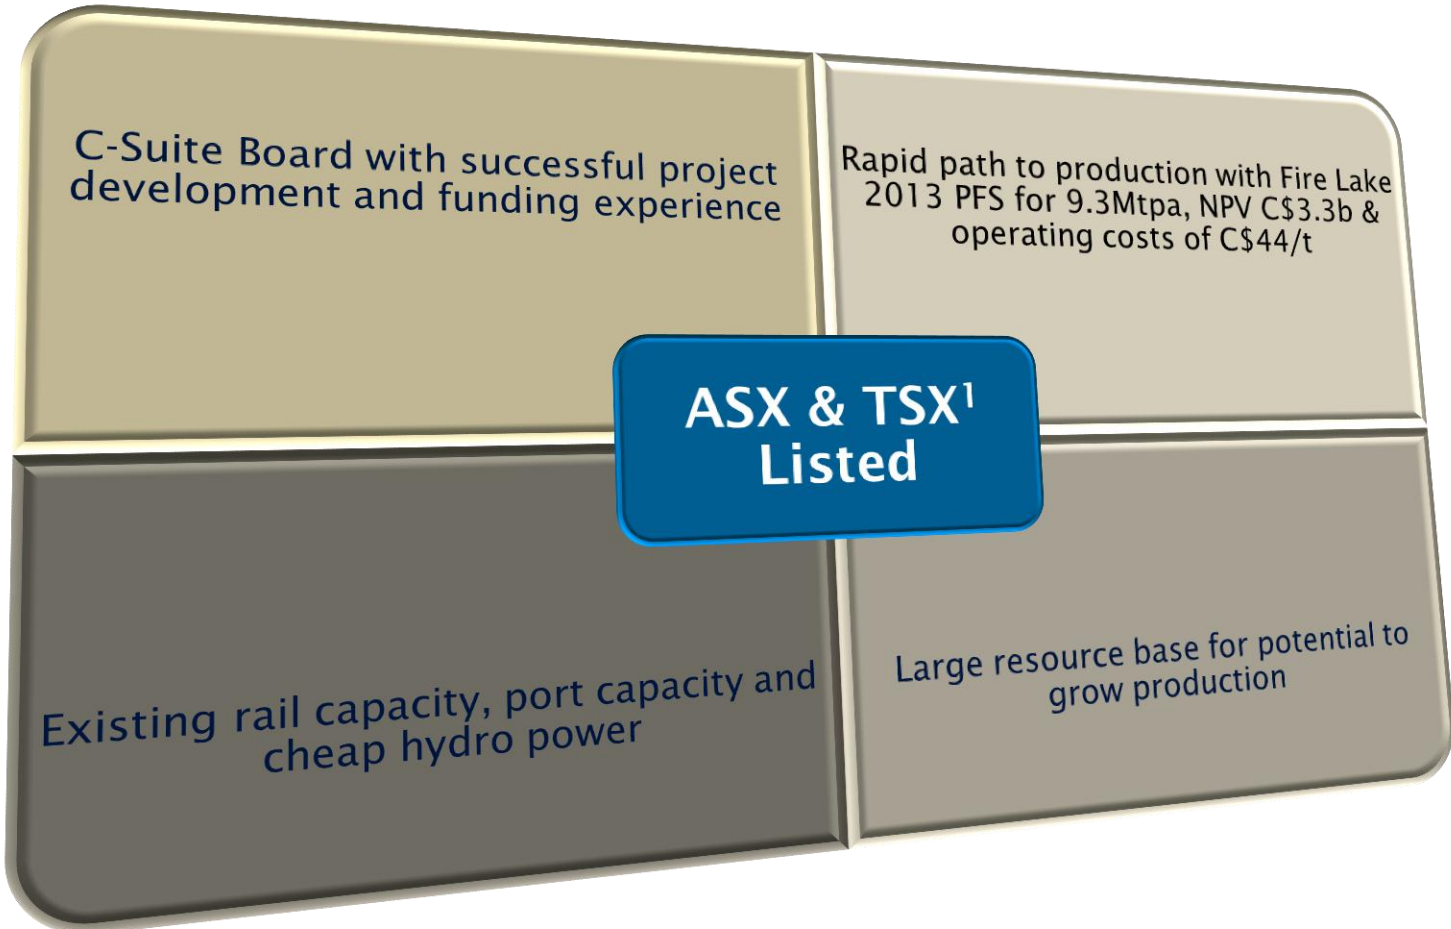 C-Suite Board with successful project
development and funding experience
Rapid path to production with Fire Lake
2013 PFS for 9.3Mtpa, NPV C$3.3b &
operating costs of C$44/t
ASX & TSX¹
Listed
Existing rail capacity, port capacity and
cheap hydro power
Large resource base for potential to
grow production